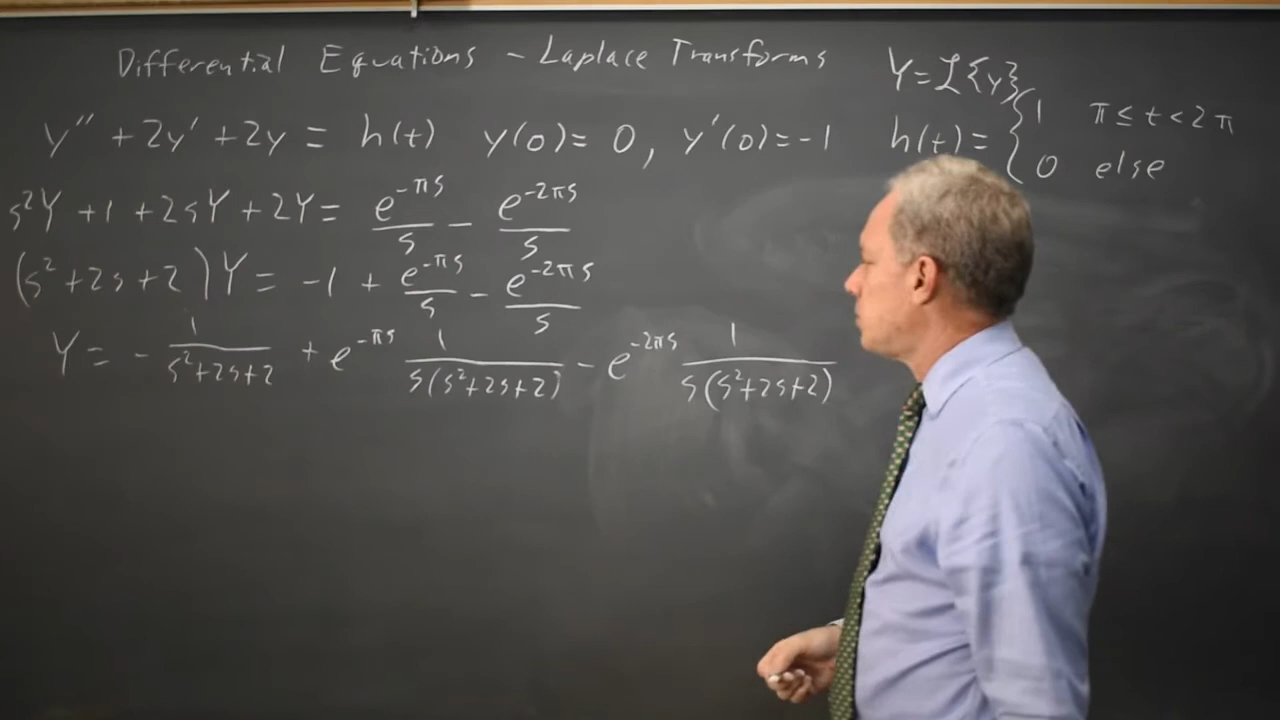 Differential Equations - Laplace Transforms Y = ℒ{y}
y'' + 2y' + 2y = h(t) y(0) = 0, y'(0) = -1 h(t) = { 1 π ≤ t < 2π
0 else
s²Y + 1 + 2sY + 2Y = e^{-πs}/s - e^{-2πs}/s
(s² + 2s + 2)Y = -1 + e^{-πs}/s - e^{-2πs}/s
Y = - 1/(s²+2s+2) + e^{-πs} 1/(s(s²+2s+2)) - e^{-2πs} 1/(s(s²+2s+2))